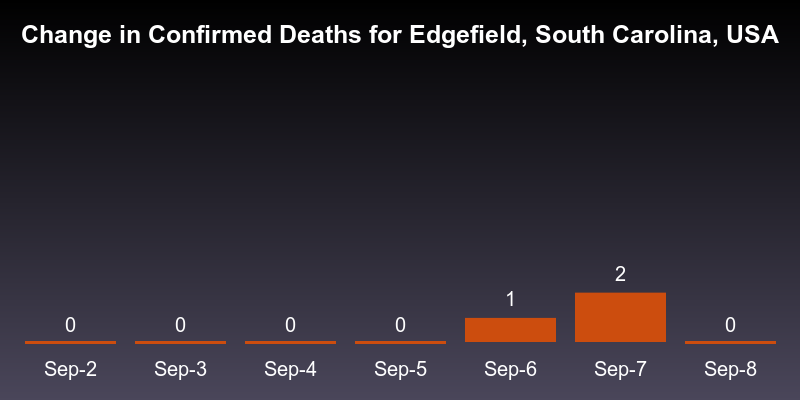 Change in Confirmed Deaths for Edgefield, South Carolina, USA
0 0 0 0 1 2 0
Sep-2 Sep-3 Sep-4 Sep-5 Sep-6 Sep-7 Sep-8